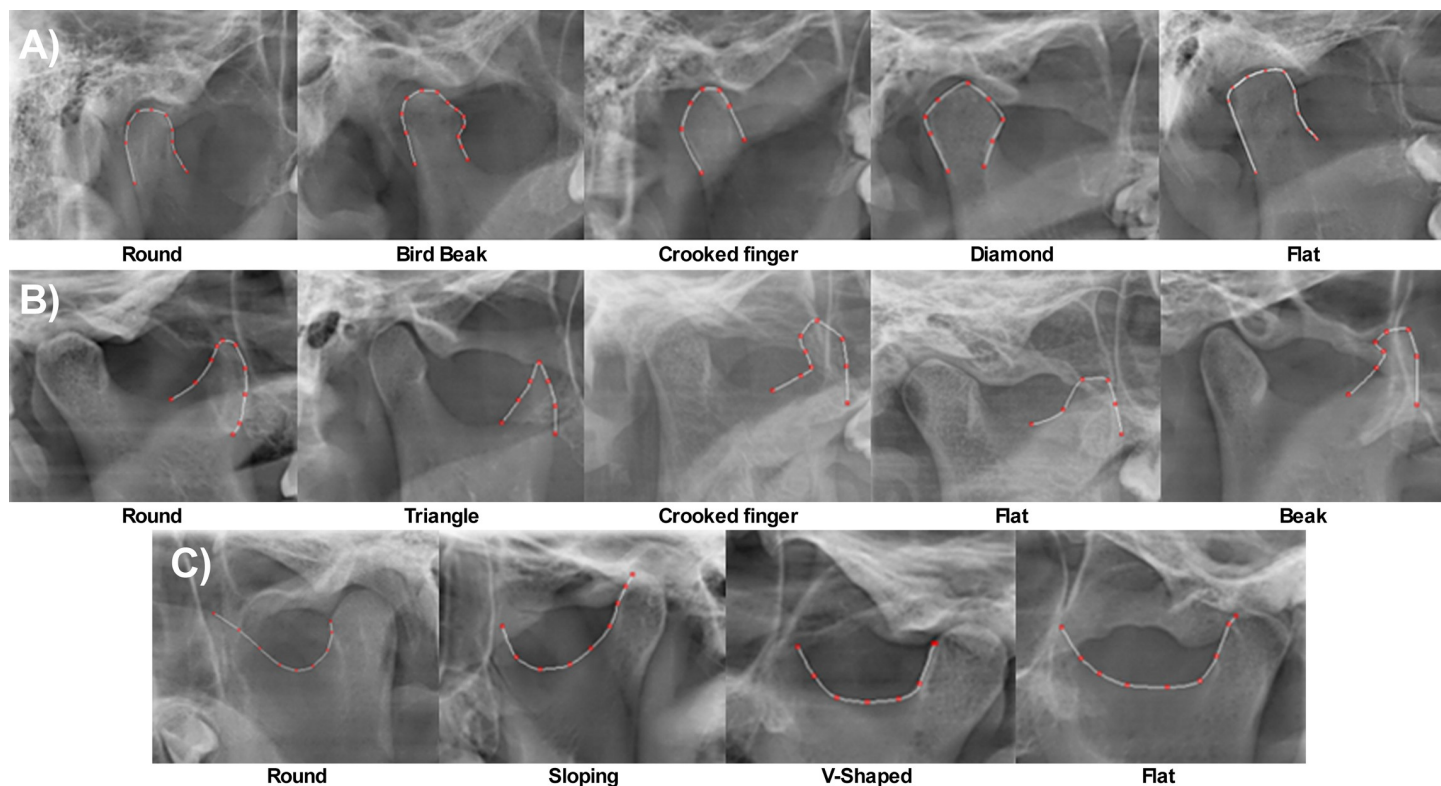 A)
Round Bird Beak Crooked finger Diamond Flat
B)
Round Triangle Crooked finger Flat Beak
C)
Round Sloping V-Shaped Flat